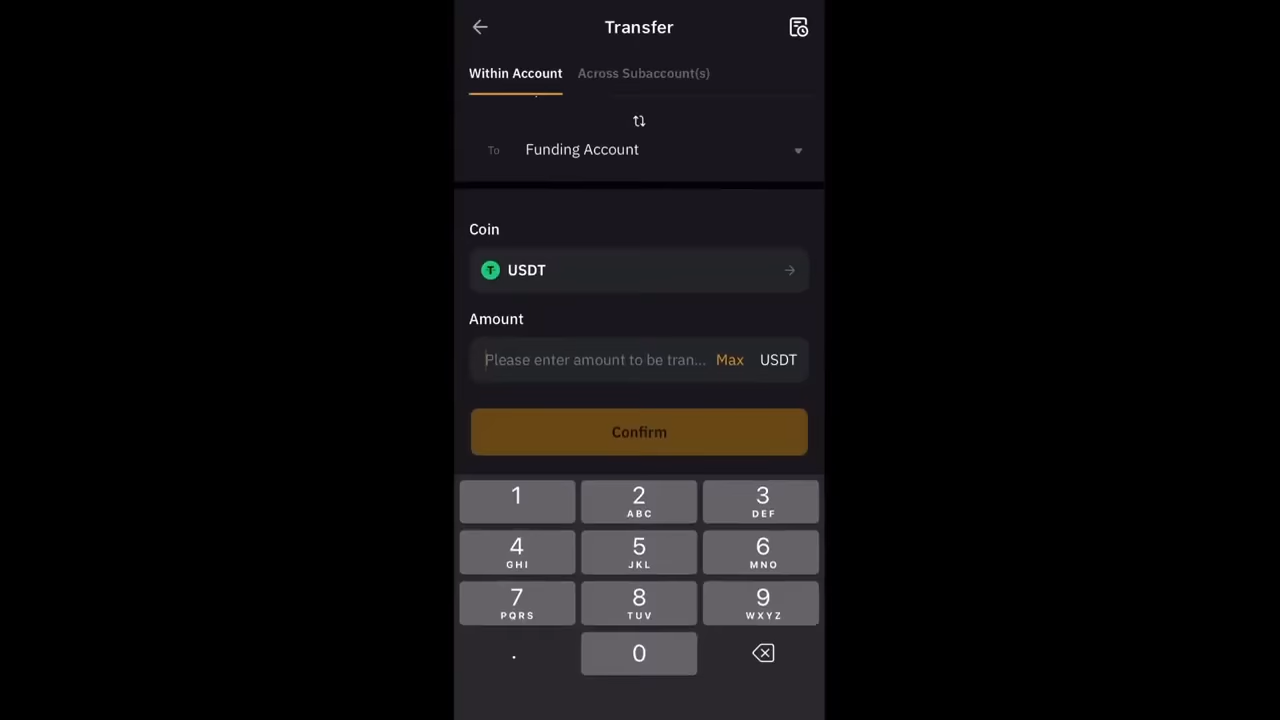 Transfer
Within Account Across Subaccount(s)
To Funding Account
Coin
USDT
Amount
Please enter amount to be tran... Max USDT
Confirm
1 2 3
ABC DEF
4 5 6
GHI JKL MNO
7 8 9
PQRS TUV WXYZ
. 0